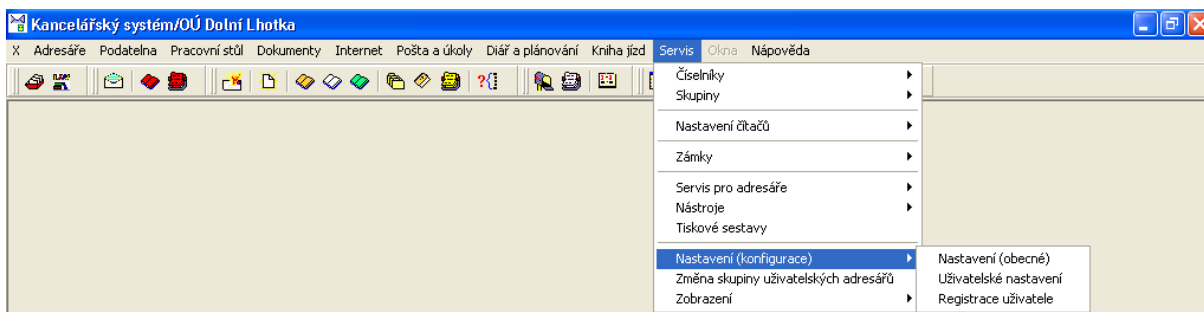 Kancelářský systém/OÚ Dolní Lhotka
X Adresáře Podatelna Pracovní stůl Dokumenty Internet Pošta a úkoly Diář a plánování Kniha jízd Servis Okna Nápověda
Číselníky
Skupiny
Nastavení čítačů
Zámky
Servis pro adresáře
Nástroje
Tiskové sestavy
Nastavení (konfigurace) Nastavení (obecné)
Změna skupiny uživatelských adresářů Uživatelské nastavení
Zobrazení Registrace uživatele